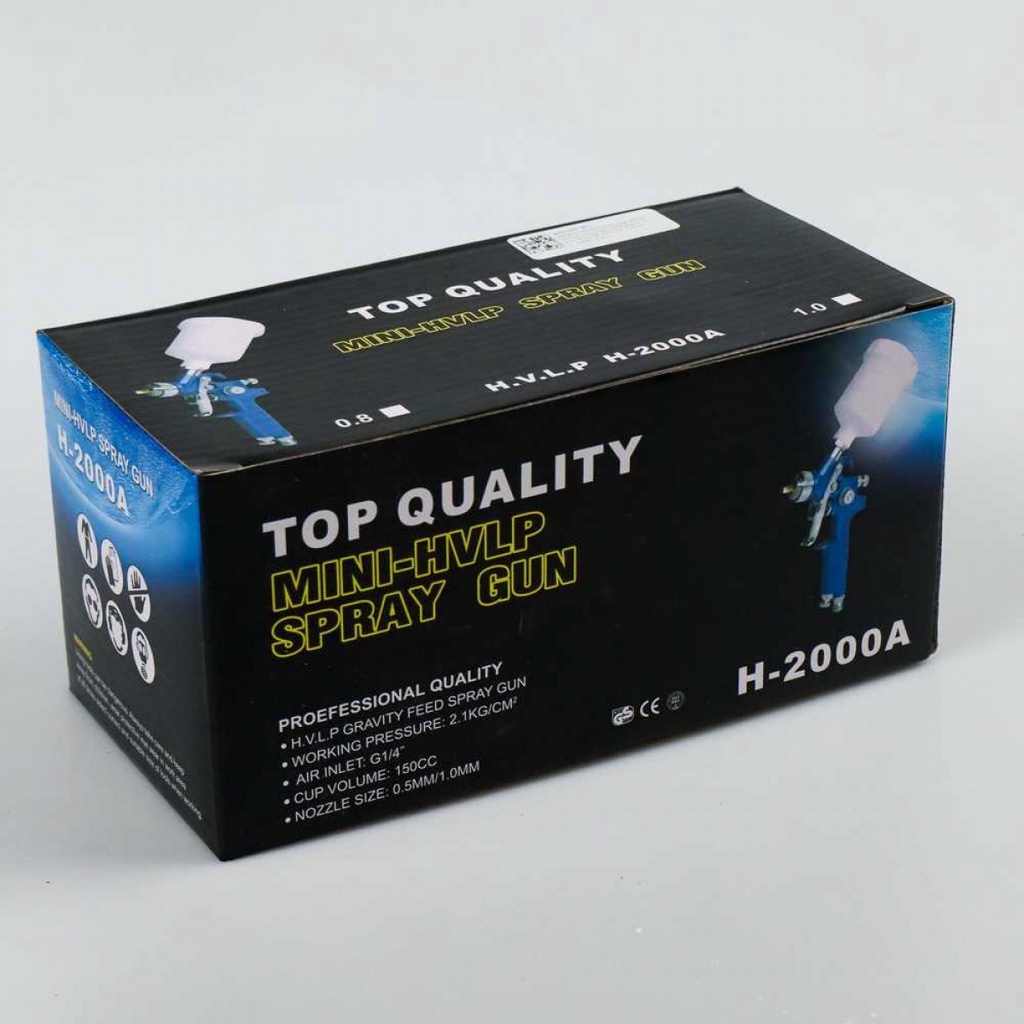 TOP QUALITY
MINI-HVLP SPRAY GUN
H.V.L.P H-2000A
0.8
1.0
MINI-HVLP SPRAY GUN
H-2000A
TOP QUALITY
MINI-HVLP
SPRAY GUN
PROEFESSIONAL QUALITY
• H.V.L.P GRAVITY FEED SPRAY GUN
• WORKING PRESSURE: 2.1KG/CM²
• AIR INLET: G1/4"
• CUP VOLUME: 150CC
• NOZZLE SIZE: 0.5MM/1.0MM
GS CE
H-2000A